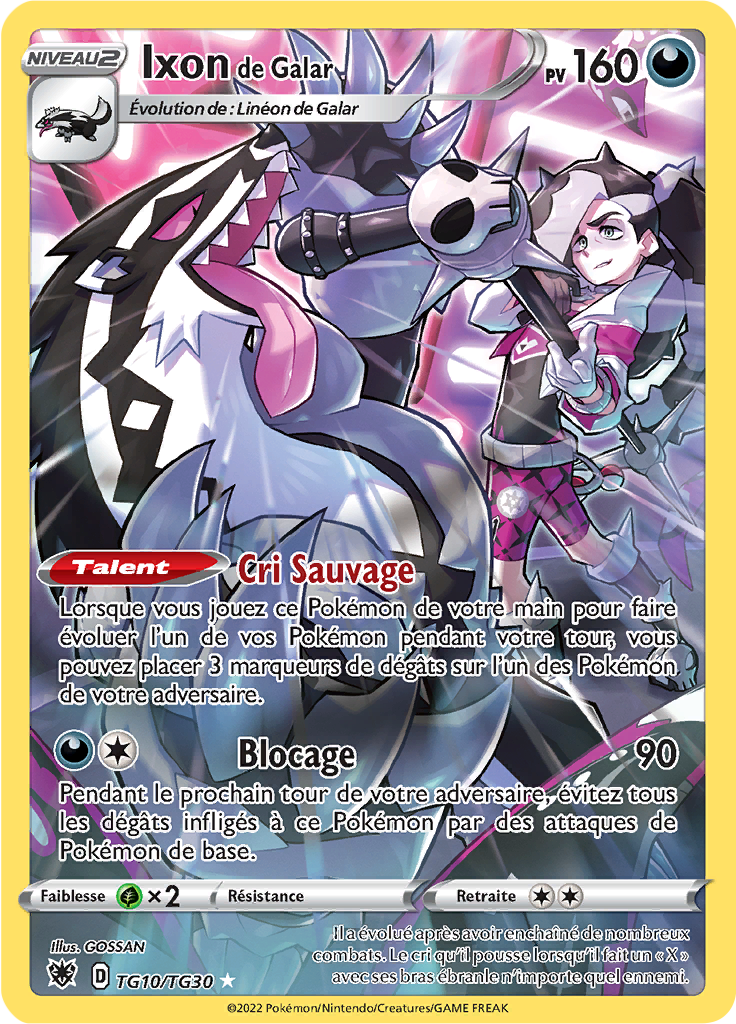 NIVEAU2
Ixon de Galar
PV 160
Évolution de : Linéon de Galar
Talent Cri Sauvage
Lorsque vous jouez ce Pokémon de votre main pour faire
évoluer l'un de vos Pokémon pendant votre tour, vous
pouvez placer 3 marqueurs de dégâts sur l'un des Pokémon
de votre adversaire.
Blocage 90
Pendant le prochain tour de votre adversaire, évitez tous
les dégâts infligés à ce Pokémon par des attaques de
Pokémon de base.
Faiblesse ×2 Résistance Retraite
Illus. GOSSAN
D TG10/TG30
Il a évolué après avoir enchaîné de nombreux
combats. Le cri qu'il pousse lorsqu'il fait un « X »
avec ses bras ébranle n'importe quel ennemi.
©2022 Pokémon/Nintendo/Creatures/GAME FREAK